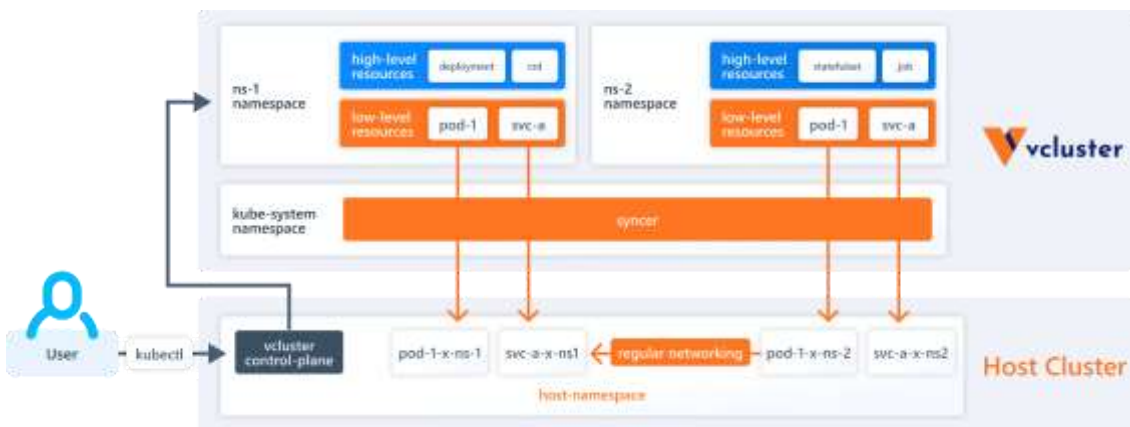 high-level
resources
deployment
crd
high-level
resources
statefulset
job
ns-1
namespace
ns-2
namespace
low-level
resources
pod-1
svc-a
low-level
resources
pod-1
svc-a
vcluster
kube-system
namespace
syncer
User
kubectl
vcluster
control-plane
pod-1-x-ns-1
svc-a-x-ns1
regular networking
pod-1-x-ns-2
svc-a-x-ns2
host-namespace
Host Cluster